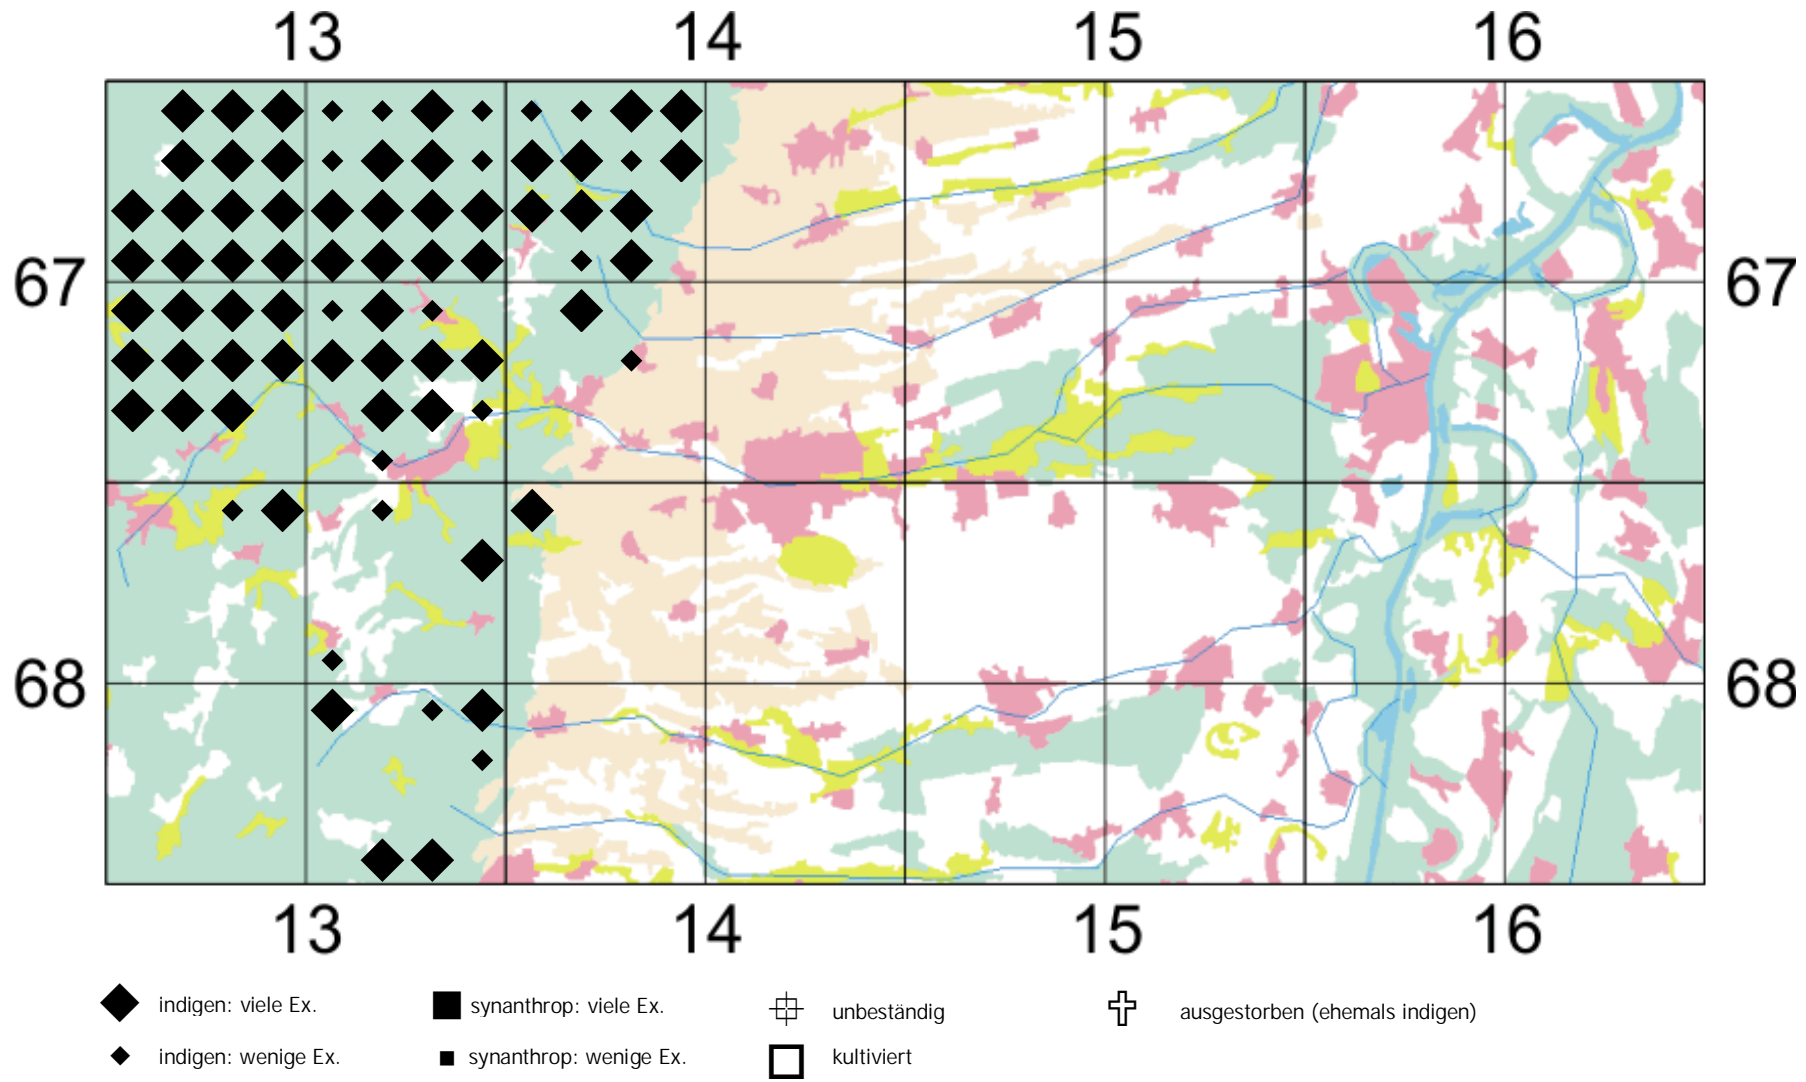 13 14 15 16
67 67
68 68
13 14 15 16
indigen: viele Ex. synanthrop: viele Ex. unbeständig ausgestorben (ehemals indigen)
indigen: wenige Ex. synanthrop: wenige Ex. kultiviert